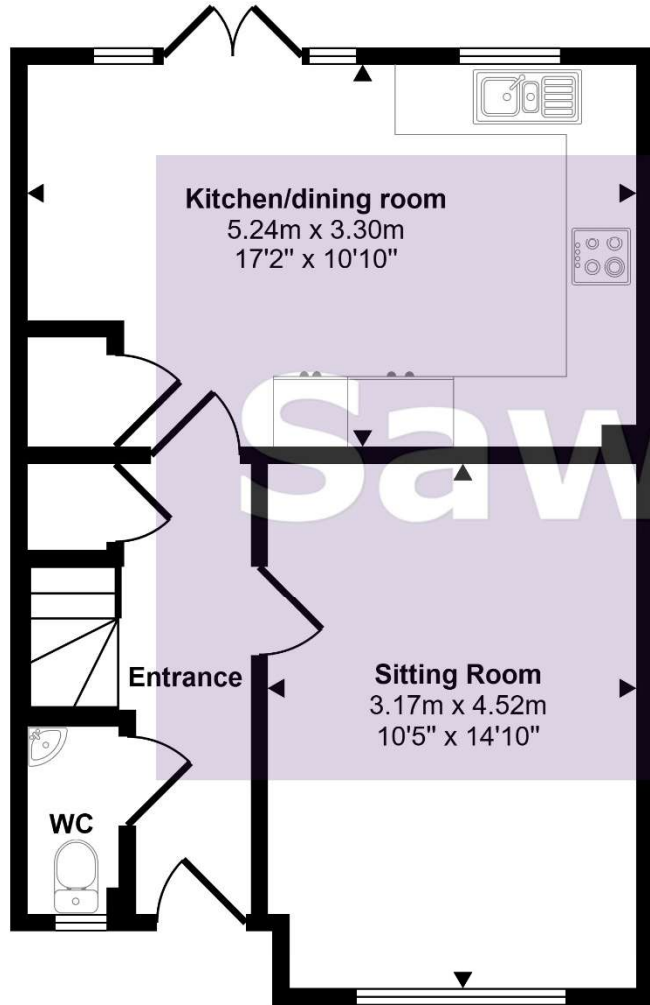 Kitchen/dining room
5.24m x 3.30m
17'2" x 10'10"
Saw
Entrance
Sitting Room
3.17m x 4.52m
10'5" x 14'10"
WC